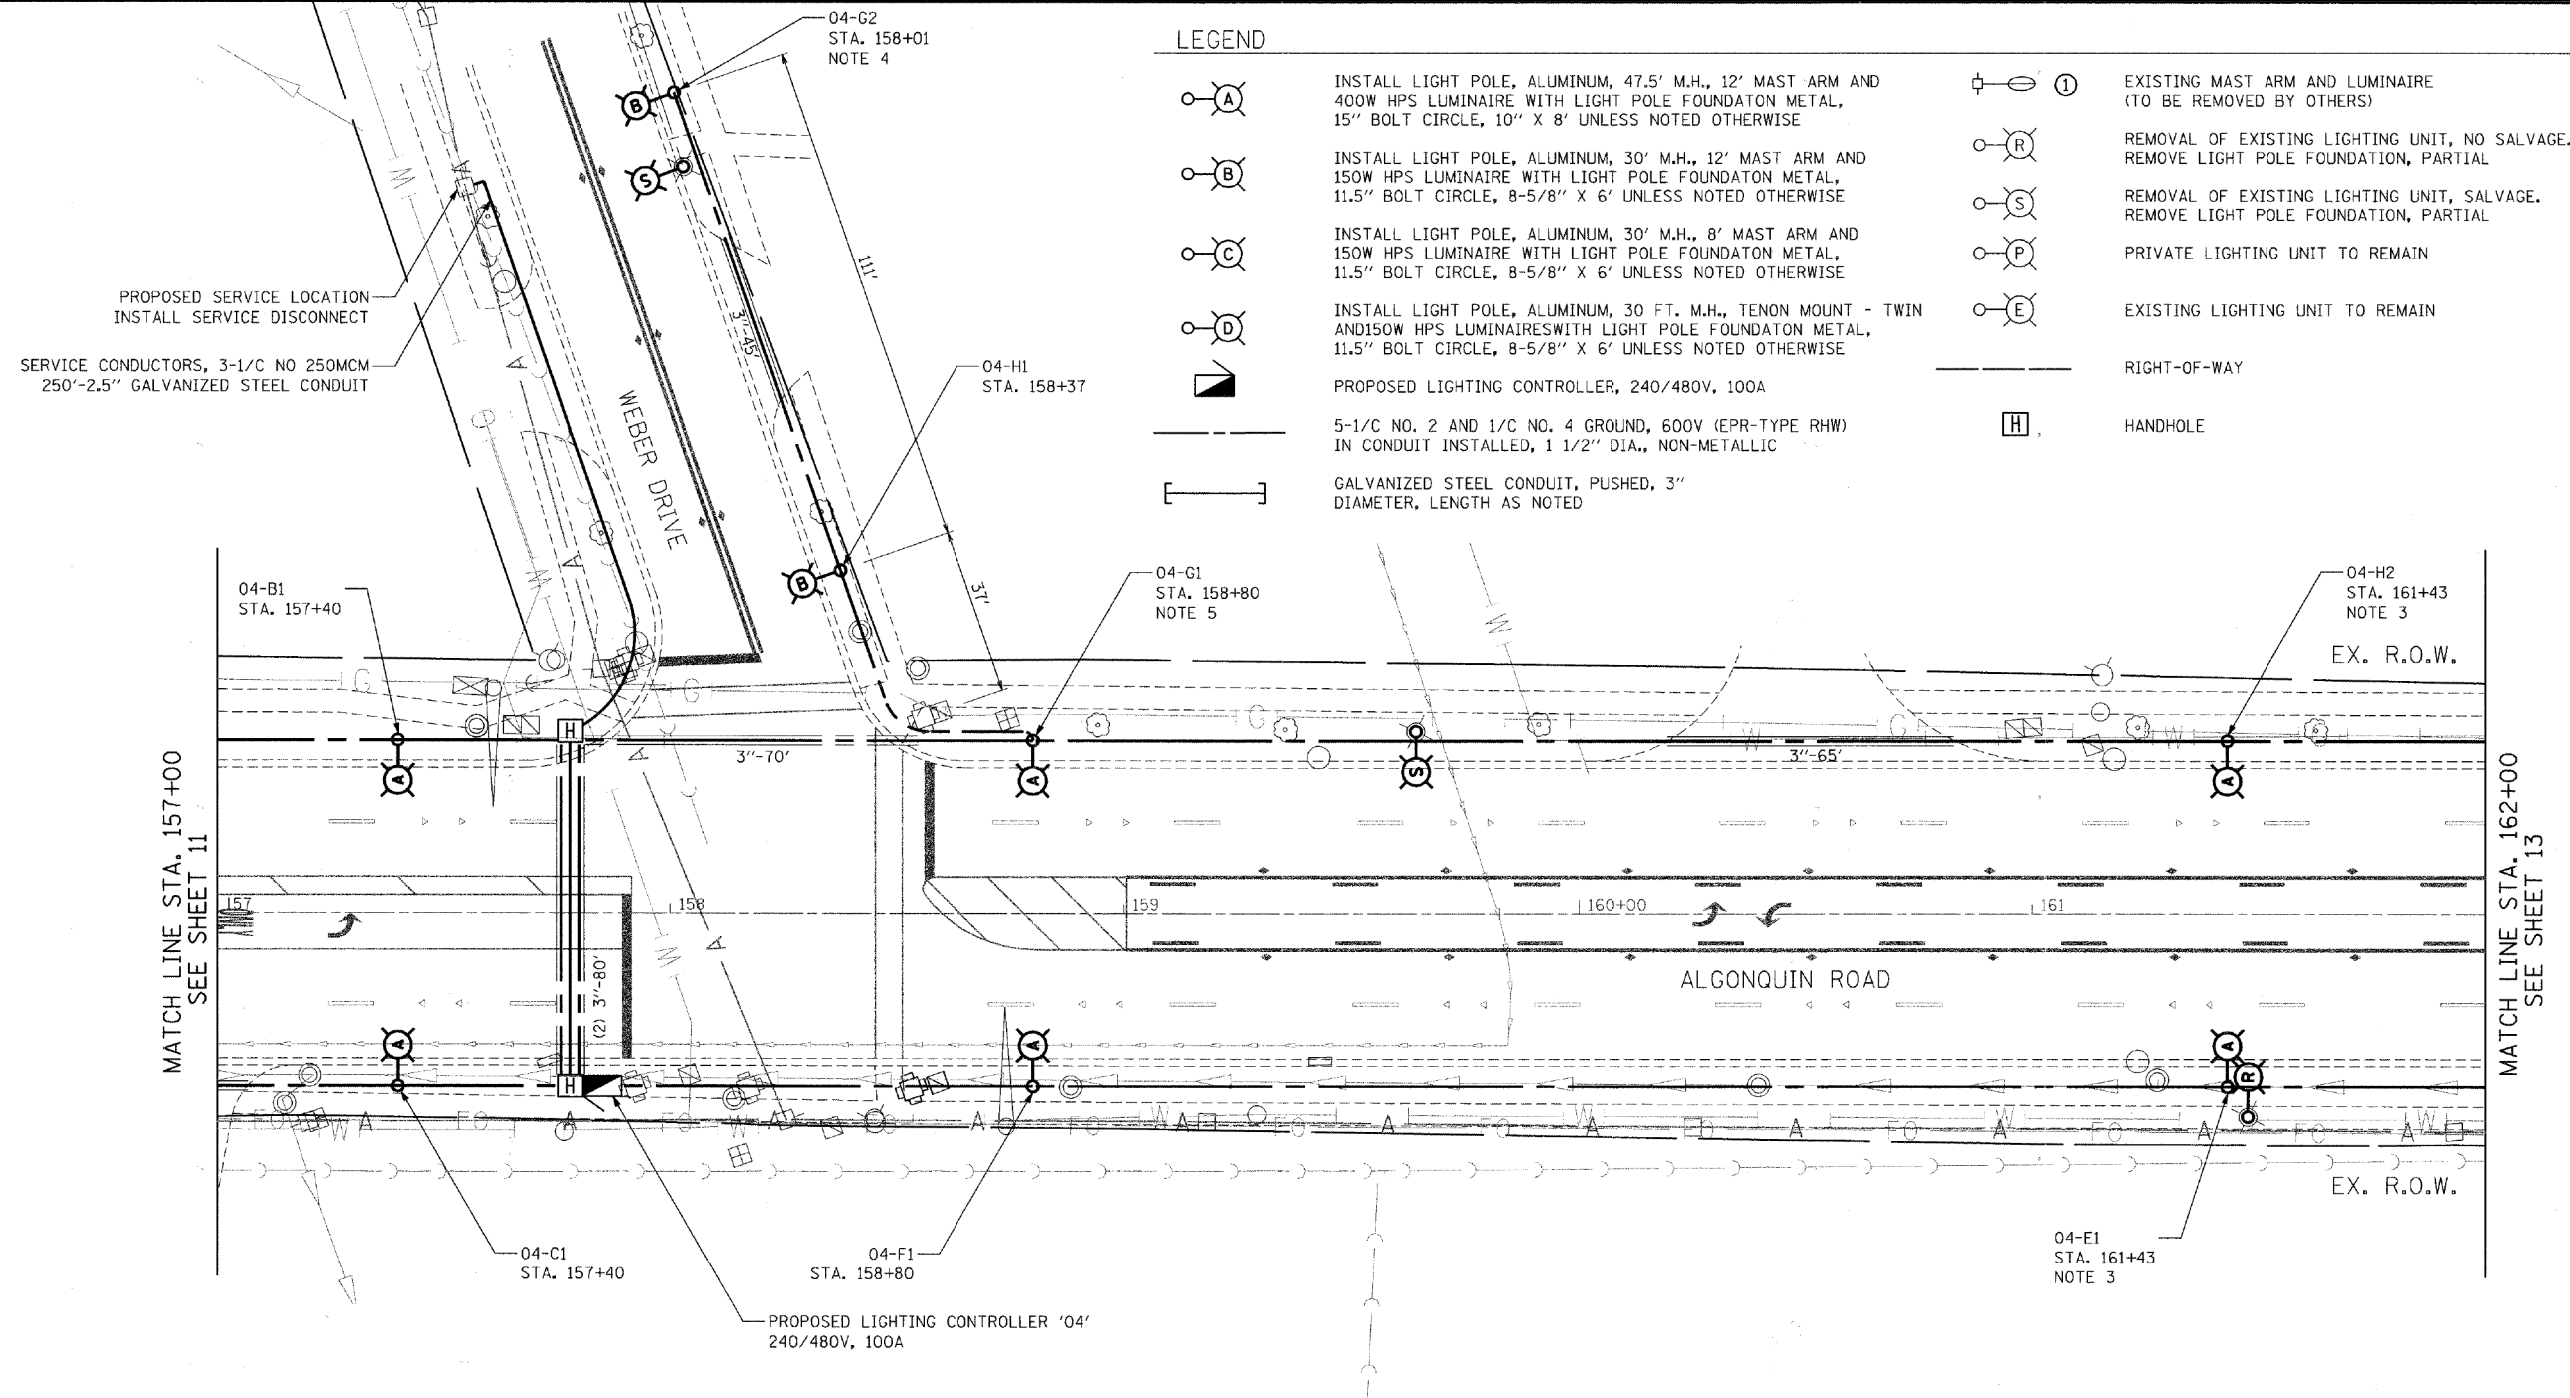 04-G2
STA. 158+01
NOTE 4
LEGEND
A
INSTALL LIGHT POLE, ALUMINUM, 47.5' M.H., 12' MAST ARM AND
400W HPS LUMINAIRE WITH LIGHT POLE FOUNDATON METAL,
15'' BOLT CIRCLE, 10'' X 8' UNLESS NOTED OTHERWISE
B
INSTALL LIGHT POLE, ALUMINUM, 30' M.H., 12' MAST ARM AND
150W HPS LUMINAIRE WITH LIGHT POLE FOUNDATON METAL,
11.5'' BOLT CIRCLE, 8-5/8'' X 6' UNLESS NOTED OTHERWISE
C
INSTALL LIGHT POLE, ALUMINUM, 30' M.H., 8' MAST ARM AND
150W HPS LUMINAIRE WITH LIGHT POLE FOUNDATON METAL,
11.5'' BOLT CIRCLE, 8-5/8'' X 6' UNLESS NOTED OTHERWISE
D
INSTALL LIGHT POLE, ALUMINUM, 30 FT. M.H., TENON MOUNT - TWIN
AND150W HPS LUMINAIRESWITH LIGHT POLE FOUNDATON METAL,
11.5'' BOLT CIRCLE, 8-5/8'' X 6' UNLESS NOTED OTHERWISE
PROPOSED LIGHTING CONTROLLER, 240/480V, 100A
5-1/C NO. 2 AND 1/C NO. 4 GROUND, 600V (EPR-TYPE RHW)
IN CONDUIT INSTALLED, 1 1/2'' DIA., NON-METALLIC
GALVANIZED STEEL CONDUIT, PUSHED, 3''
DIAMETER, LENGTH AS NOTED
1
EXISTING MAST ARM AND LUMINAIRE
(TO BE REMOVED BY OTHERS)
R
REMOVAL OF EXISTING LIGHTING UNIT, NO SALVAGE.
REMOVE LIGHT POLE FOUNDATION, PARTIAL
S
REMOVAL OF EXISTING LIGHTING UNIT, SALVAGE.
REMOVE LIGHT POLE FOUNDATION, PARTIAL
P
PRIVATE LIGHTING UNIT TO REMAIN
E
EXISTING LIGHTING UNIT TO REMAIN
RIGHT-OF-WAY
H
HANDHOLE
B
S
111'
3''-45'
PROPOSED SERVICE LOCATION
INSTALL SERVICE DISCONNECT
SERVICE CONDUCTORS, 3-1/C NO 250MCM
250'-2.5'' GALVANIZED STEEL CONDUIT
WEBER DRIVE
04-H1
STA. 158+37
B
37'
04-B1
STA. 157+40
04-G1
STA. 158+80
NOTE 5
04-H2
STA. 161+43
NOTE 3
EX. R.O.W.
H
3''-70'
3''-65'
A
A
S
A
MATCH LINE STA. 157+00
SEE SHEET 11
MATCH LINE STA. 162+00
SEE SHEET 13
157
158
159
160+00
161
(2) 3''-80'
ALGONQUIN ROAD
A
A
A
R
H
EX. R.O.W.
04-C1
STA. 157+40
04-F1
STA. 158+80
04-E1
STA. 161+43
NOTE 3
PROPOSED LIGHTING CONTROLLER '04'
240/480V, 100A